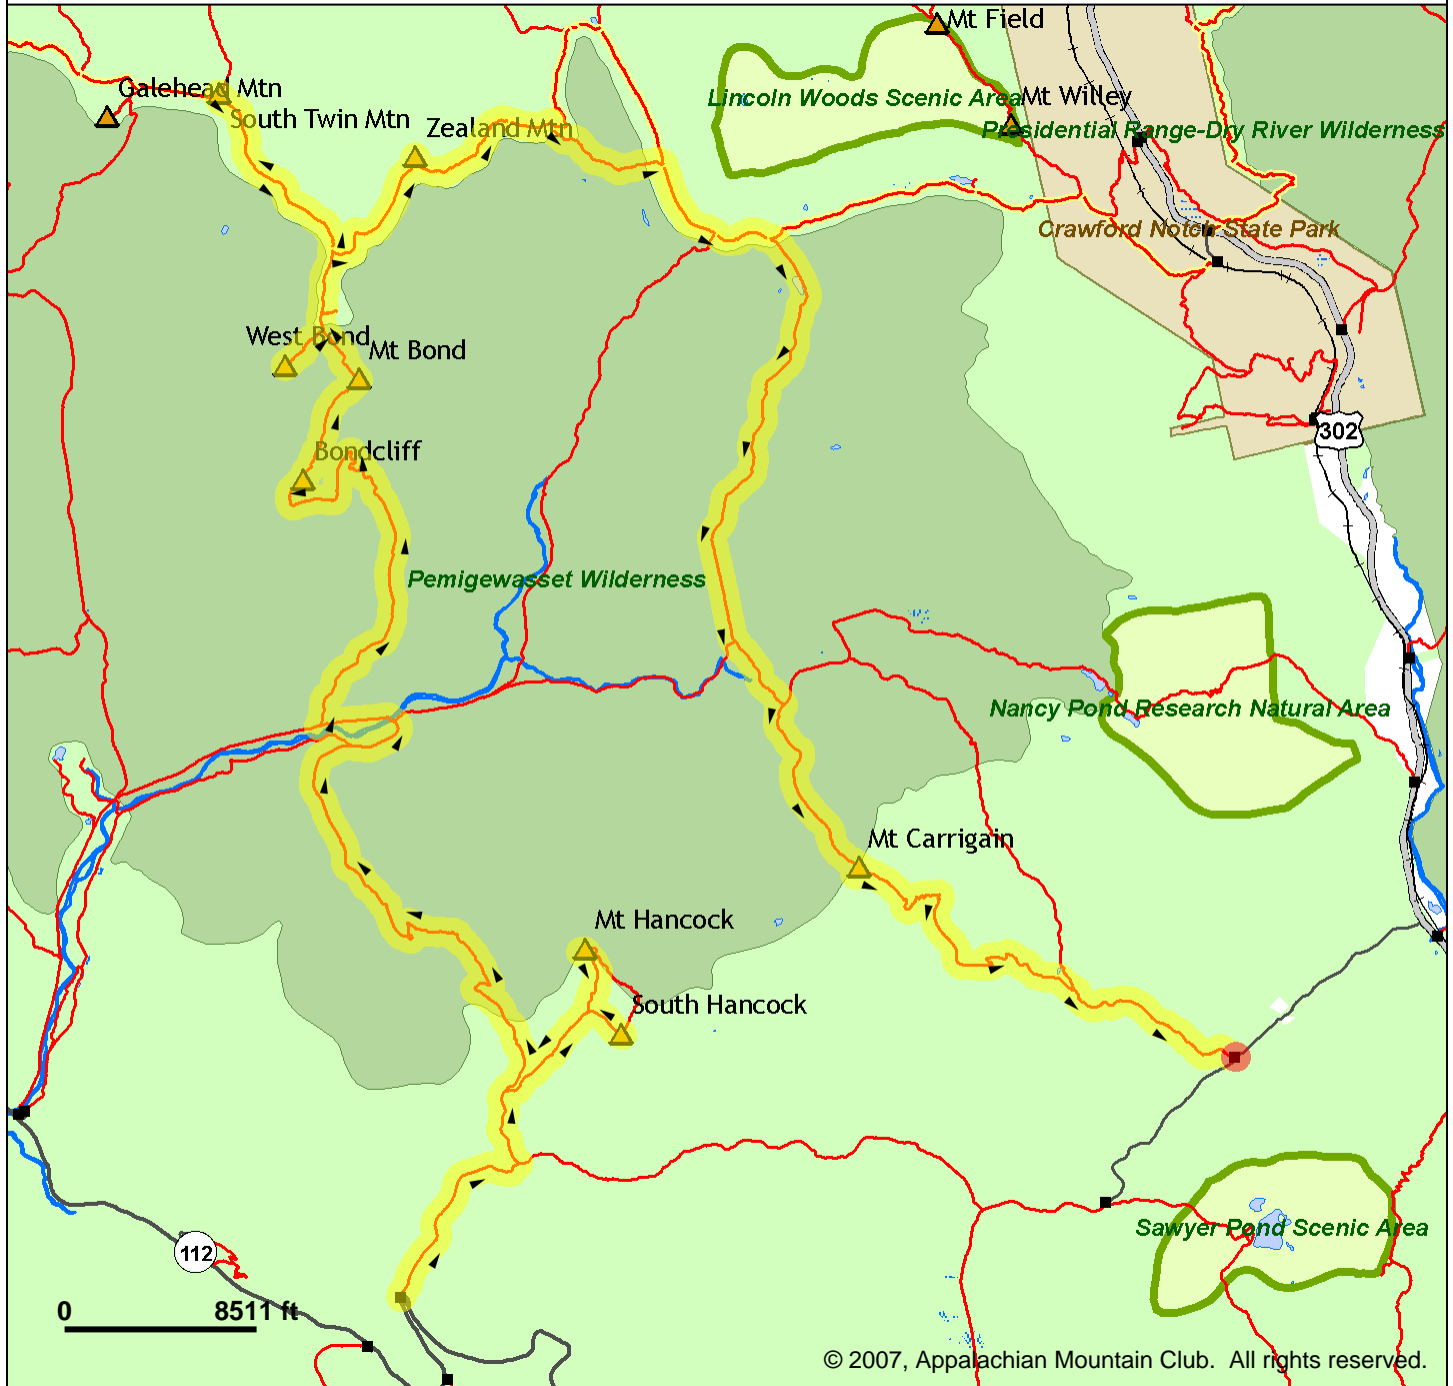 Mt Field
Galehead Mtn
Lincoln Woods Scenic Area
Mt Willey
South Twin Mtn
Zealand Mtn
Presidential Range-Dry River Wilderness
Crawford Notch State Park
West Bond
Mt Bond
302
Bondcliff
Pemigewasset Wilderness
Nancy Pond Research Natural Area
Mt Carrigain
Mt Hancock
South Hancock
Sawyer Pond Scenic Area
112
0 8511 ft
© 2007, Appalachian Mountain Club. All rights reserved.